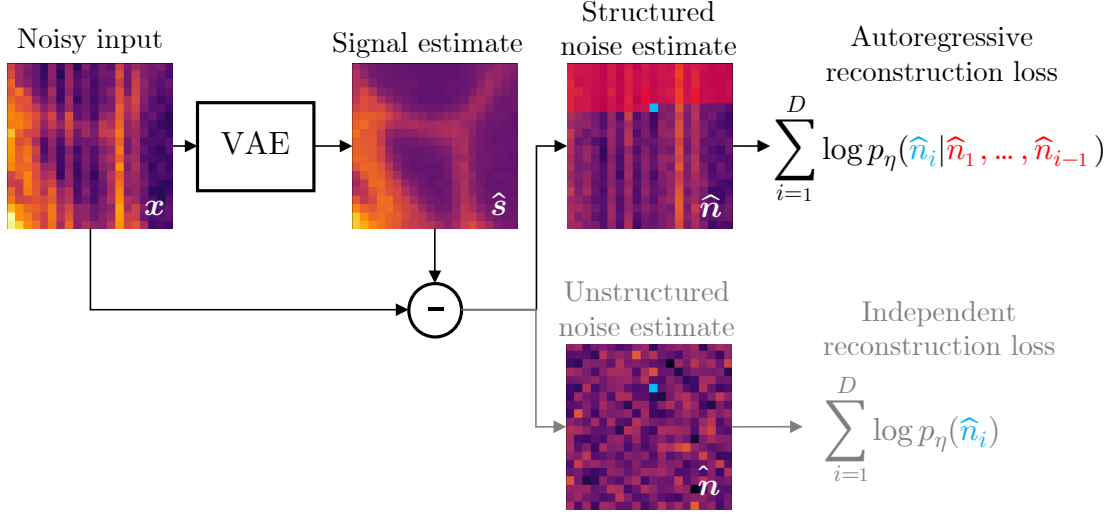 Noisy input
Signal estimate
Structured
noise estimate
Autoregressive
reconstruction loss
VAE
x
ŝ
n̂
∑_{i=1}^{D} log p_η(n̂_i|n̂_1, … , n̂_{i−1})
−
Unstructured
noise estimate
Independent
reconstruction loss
n̂
∑_{i=1}^{D} log p_η(n̂_i)